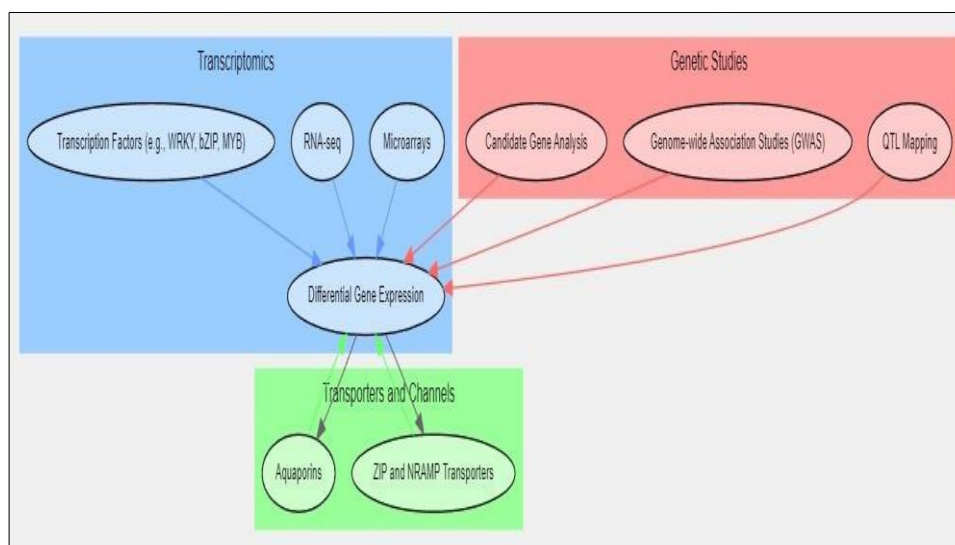 Transcriptomics
Genetic Studies
Transcription Factors (e.g., WRKY, bZIP, MYB)
RNA-seq
Microarrays
Candidate Gene Analysis
Genome-wide Association Studies (GWAS)
QTL Mapping
Differential Gene Expression
Transporters and Channels
Aquaporins
ZIP and NRAMP Transporters